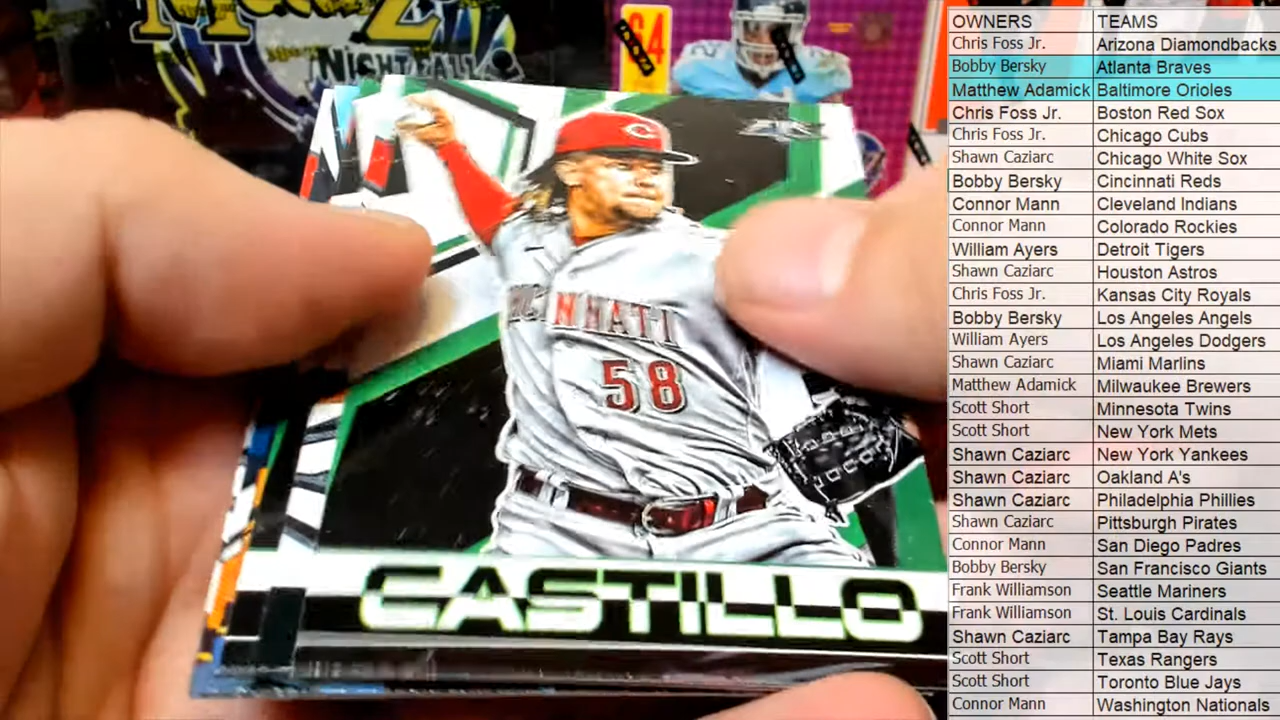 NIGHTFALL
64
C
FIRE
CINCINNATI
58
CASTILLO
OWNERS TEAMS
Chris Foss Jr. Arizona Diamondbacks
Bobby Bersky Atlanta Braves
Matthew Adamick Baltimore Orioles
Chris Foss Jr. Boston Red Sox
Chris Foss Jr. Chicago Cubs
Shawn Caziarc Chicago White Sox
Bobby Bersky Cincinnati Reds
Connor Mann Cleveland Indians
Connor Mann Colorado Rockies
William Ayers Detroit Tigers
Shawn Caziarc Houston Astros
Chris Foss Jr. Kansas City Royals
Bobby Bersky Los Angeles Angels
William Ayers Los Angeles Dodgers
Shawn Caziarc Miami Marlins
Matthew Adamick Milwaukee Brewers
Scott Short Minnesota Twins
Scott Short New York Mets
Shawn Caziarc New York Yankees
Shawn Caziarc Oakland A's
Shawn Caziarc Philadelphia Phillies
Shawn Caziarc Pittsburgh Pirates
Connor Mann San Diego Padres
Bobby Bersky San Francisco Giants
Frank Williamson Seattle Mariners
Frank Williamson St. Louis Cardinals
Shawn Caziarc Tampa Bay Rays
Scott Short Texas Rangers
Scott Short Toronto Blue Jays
Connor Mann Washington Nationals